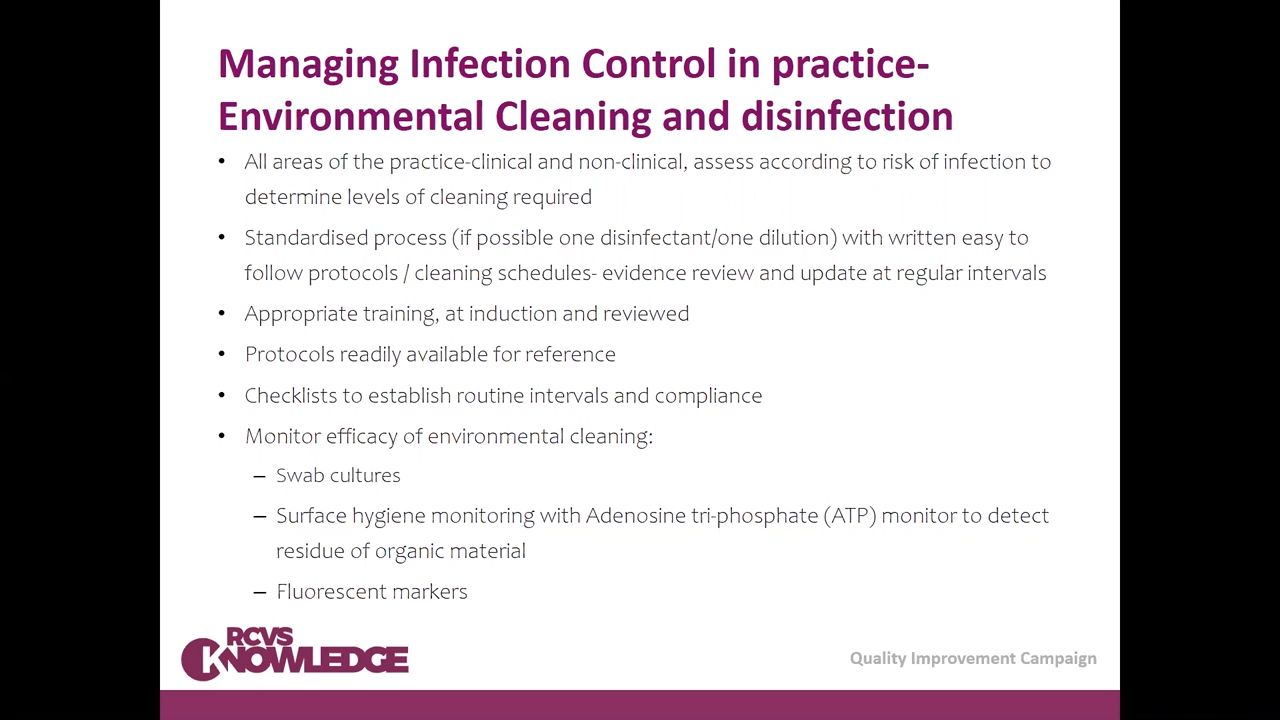 Managing Infection Control in practice-
Environmental Cleaning and disinfection
• All areas of the practice-clinical and non-clinical, assess according to risk of infection to
determine levels of cleaning required
• Standardised process (if possible one disinfectant/one dilution) with written easy to
follow protocols / cleaning schedules- evidence review and update at regular intervals
• Appropriate training, at induction and reviewed
• Protocols readily available for reference
• Checklists to establish routine intervals and compliance
• Monitor efficacy of environmental cleaning:
– Swab cultures
– Surface hygiene monitoring with Adenosine tri-phosphate (ATP) monitor to detect
residue of organic material
– Fluorescent markers
RCVS
KNOWLEDGE
Quality Improvement Campaign